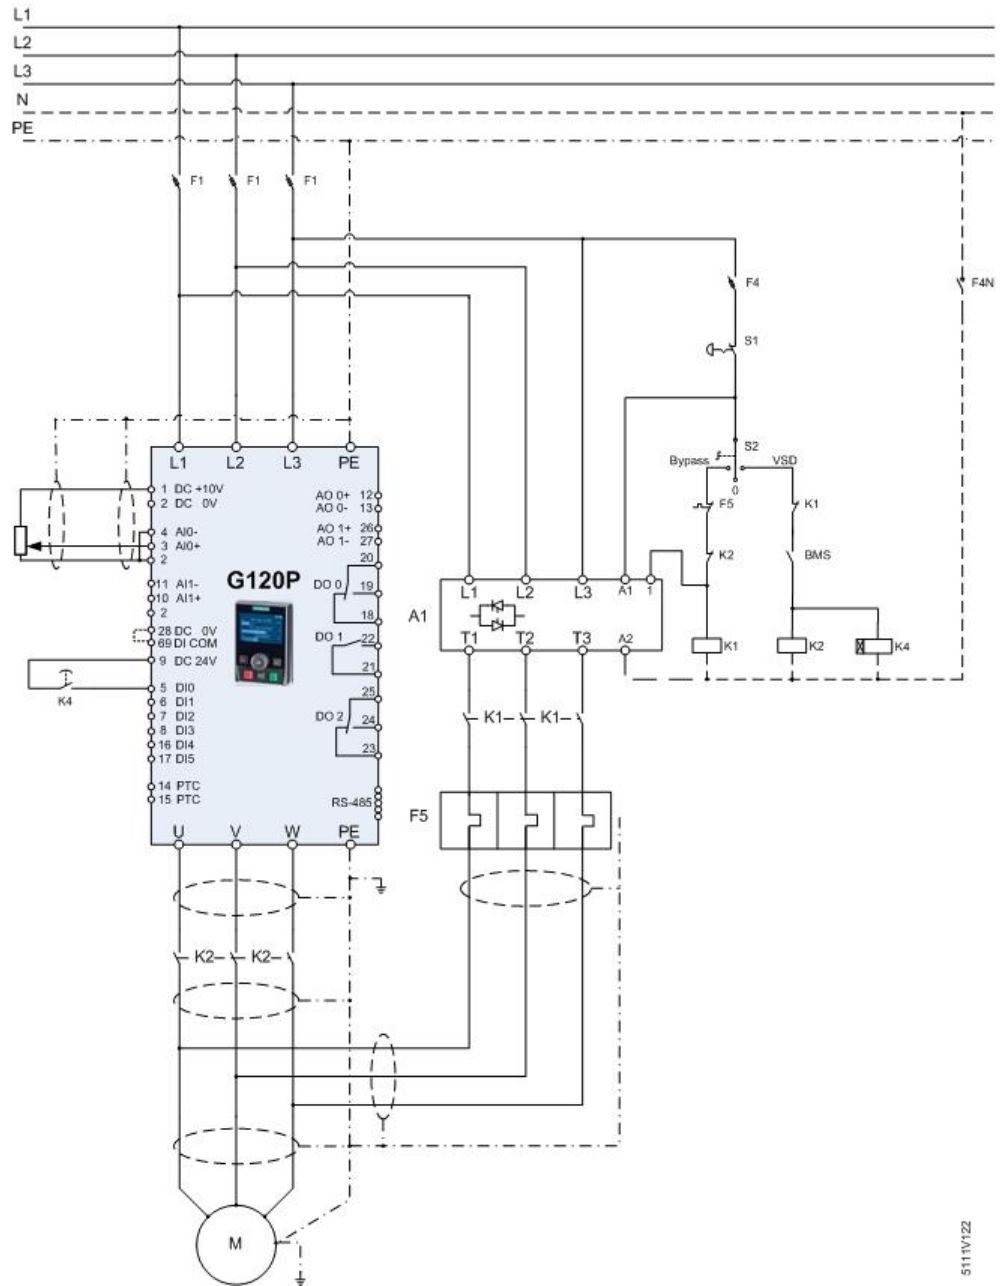 L1
L2
L3
N
PE
F1
F1
F1
F4
F4N
S1
S2
Bypass
VSD
0
F5
K1
K2
BMS
L1
L2
L3
PE
1 DC +10V
2 DC 0V
4 AI0-
3 AI0+
2
11 AI1-
10 AI1+
2
28 DC 0V
69 DI COM
9 DC 24V
5 DI0
6 DI1
7 DI2
8 DI3
16 DI4
17 DI5
14 PTC
15 PTC
K4
G120P
AO 0+ 12
AO 0- 13
AO 1+ 26
AO 1- 27
20
DO 0
19
18
DO 1
22
21
25
DO 2
24
23
RS-485
U
V
W
PE
A1
L1
L2
L3
A1
1
T1
T2
T3
A2
K1
K2
K4
K1
K1
F5
K2
K2
M
5111V122